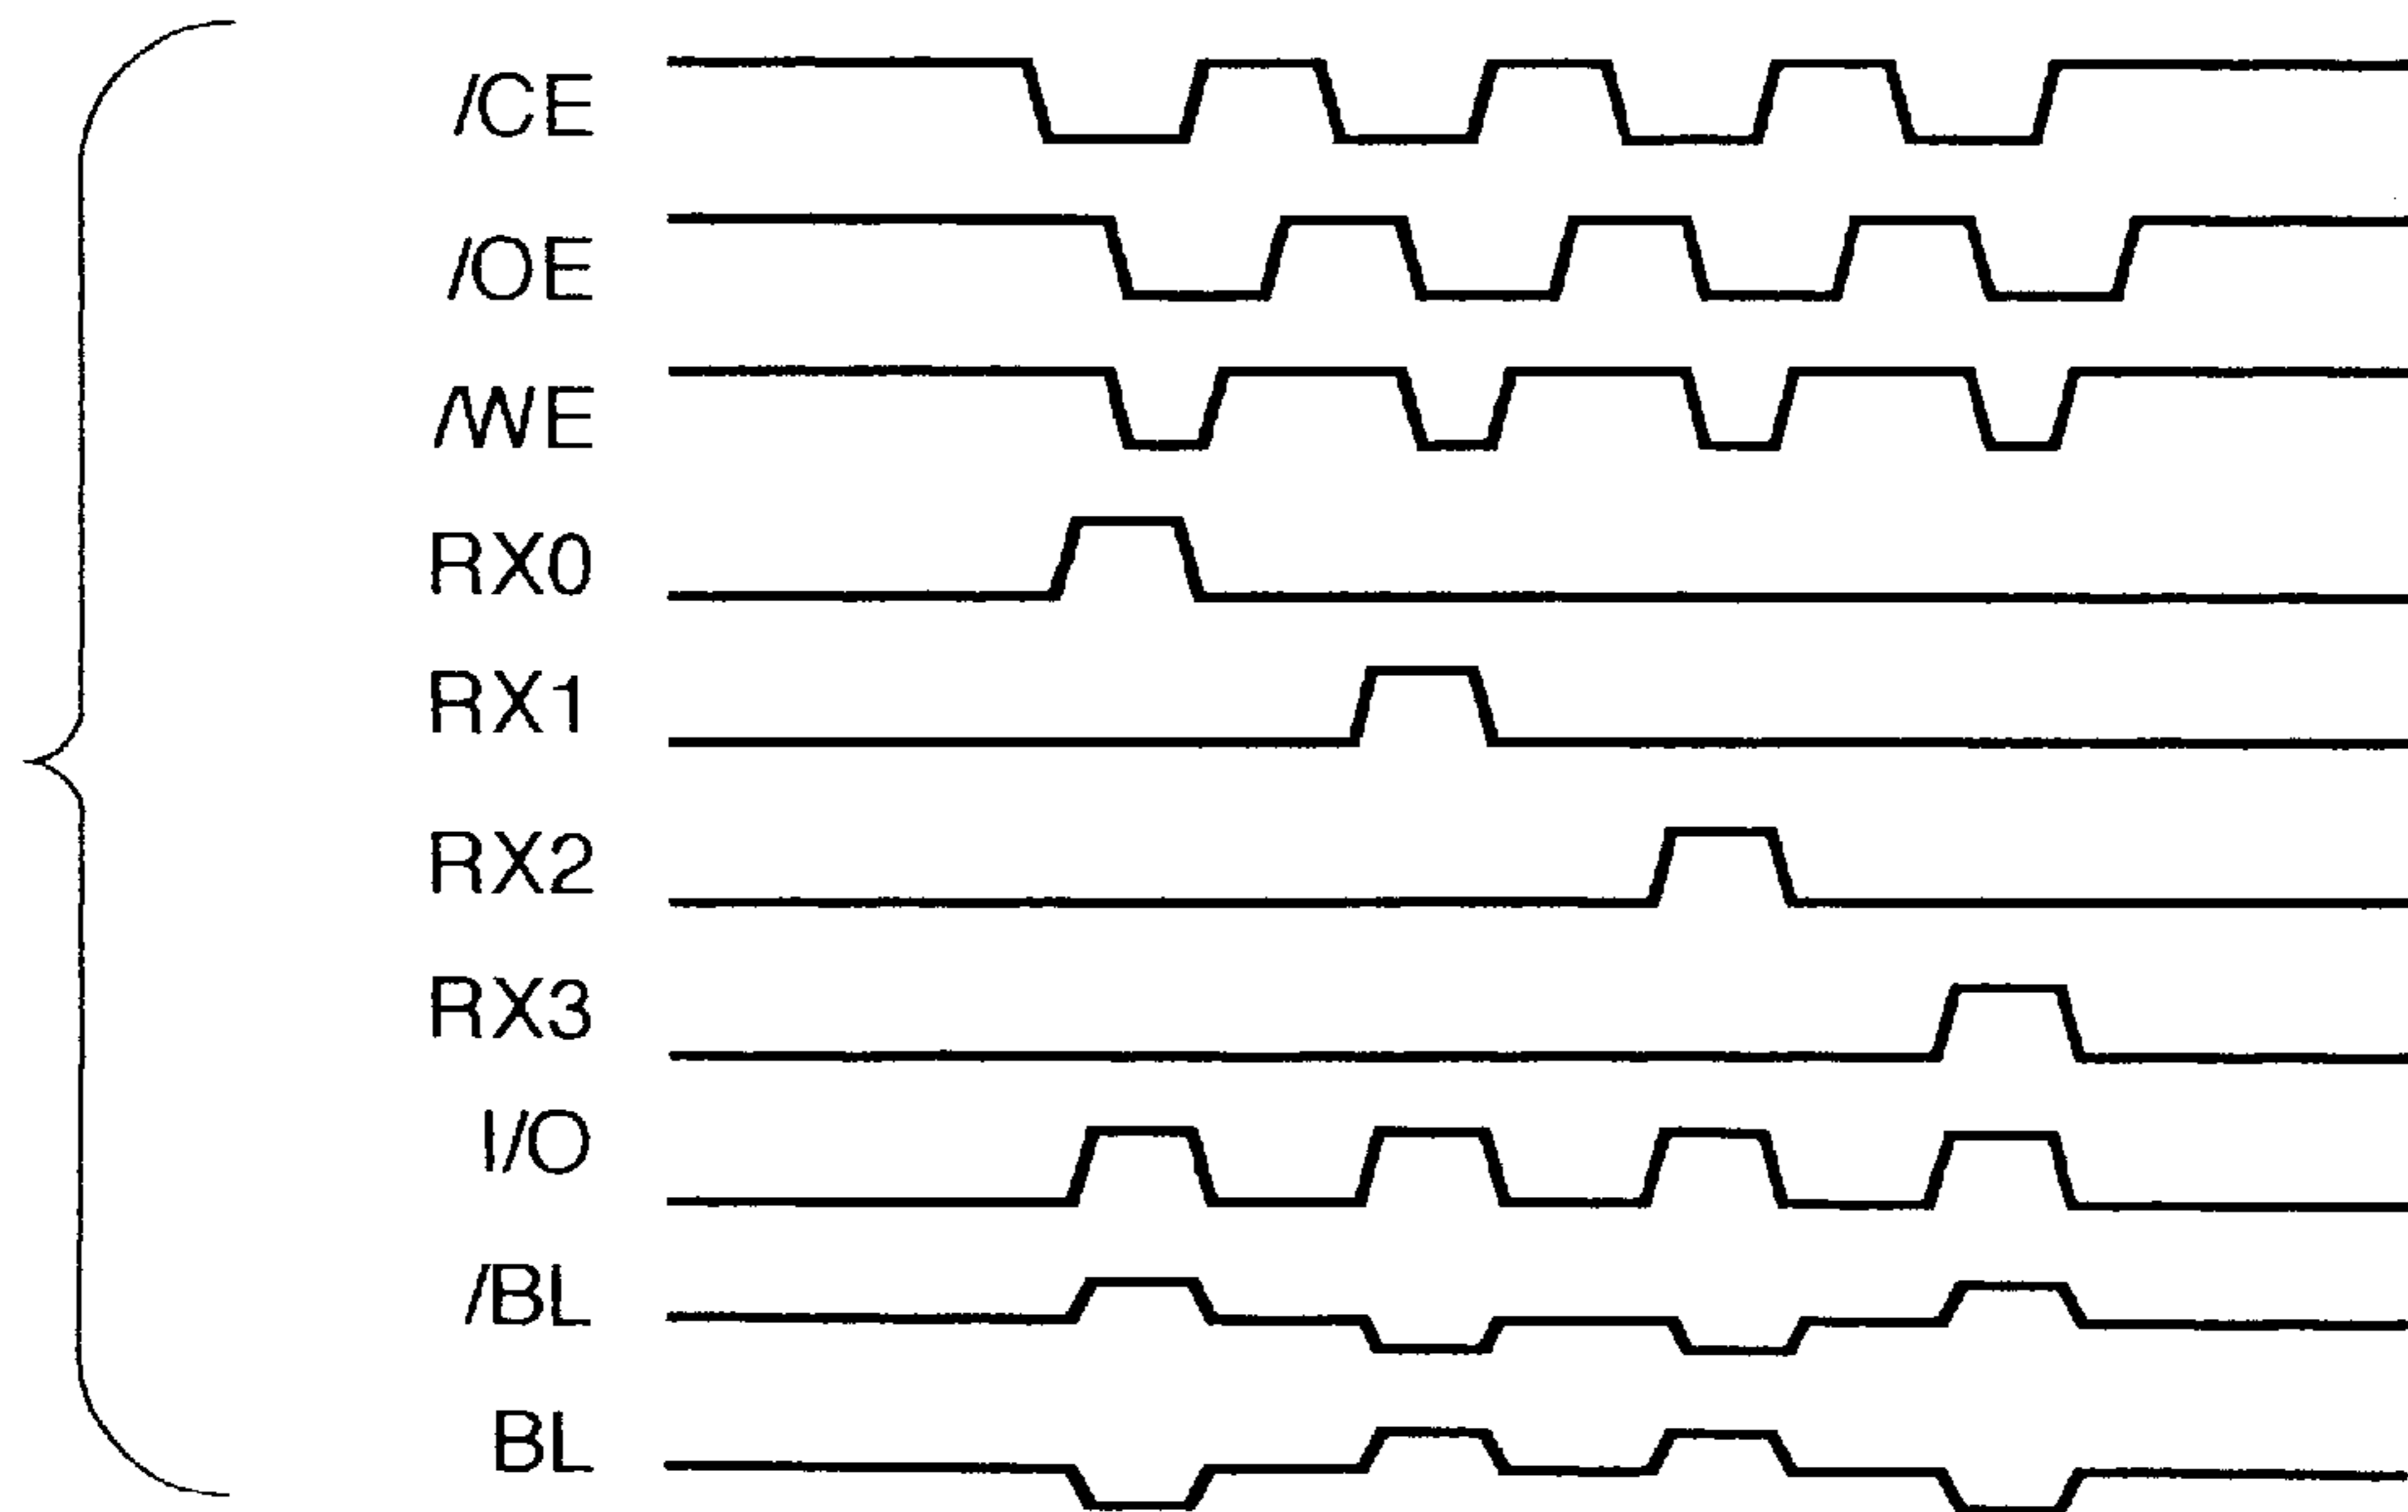 /CE
/OE
/WE
RX0
RX1
RX2
RX3
I/O
/BL
BL